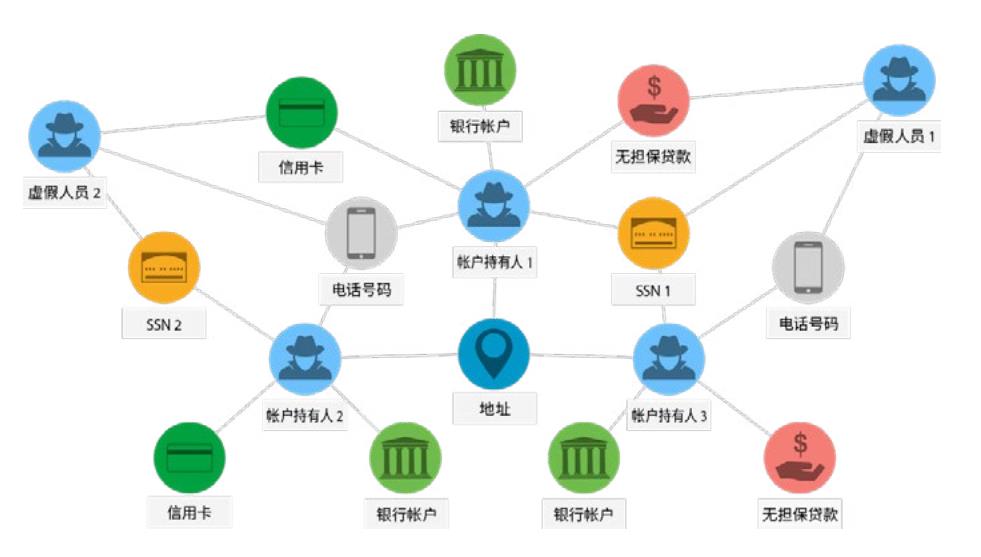 银行帐户
虚假人员 1
无担保贷款
信用卡
虚假人员 2
帐户持有人 1
电话号码
SSN 1
SSN 2
电话号码
地址
帐户持有人 2
帐户持有人 3
信用卡
银行帐户
银行帐户
无担保贷款